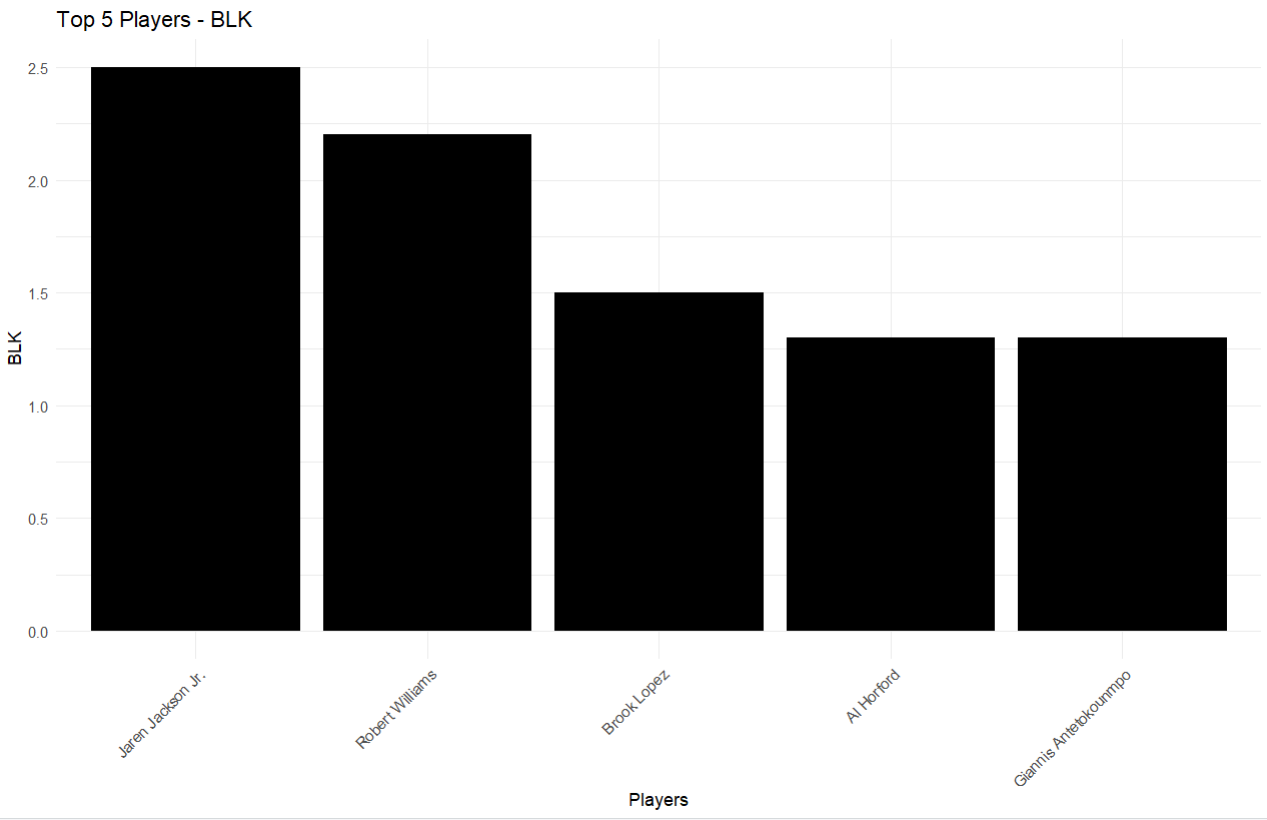 Top 5 Players - BLK
BLK
2.5
2.0
1.5
1.0
0.5
0.0
Jaren Jackson Jr.
Robert Williams
Brook Lopez
Al Horford
Giannis Antetokounmpo
Players